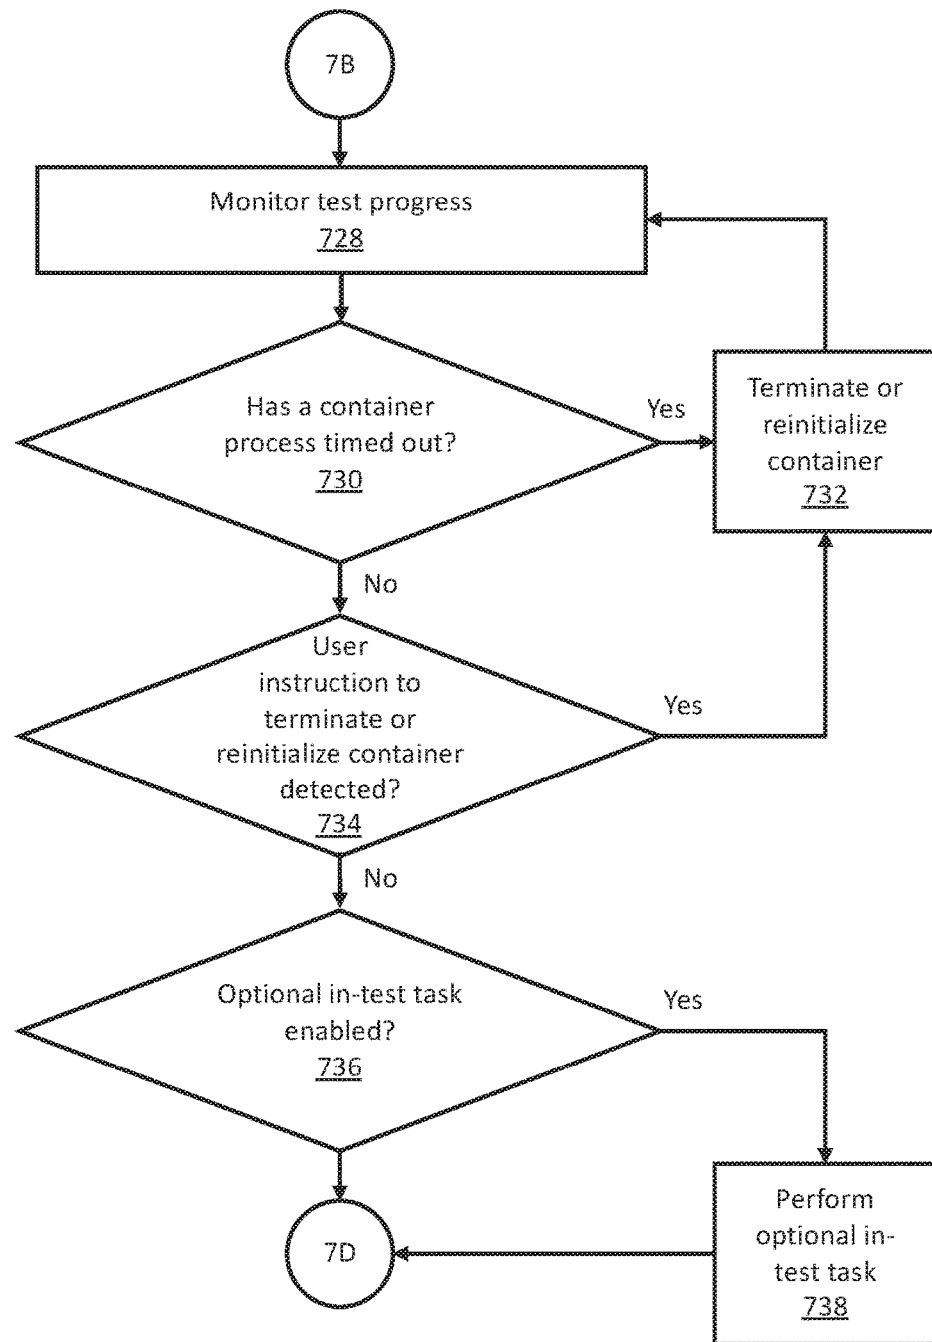 7B
Monitor test progress
728
Has a container
process timed out?
730
Yes
Terminate or
reinitialize
container
732
No
User
instruction to
terminate or
reinitialize container
detected?
734
Yes
No
Optional in-test task
enabled?
736
Yes
Perform
optional in-
test task
738
7D